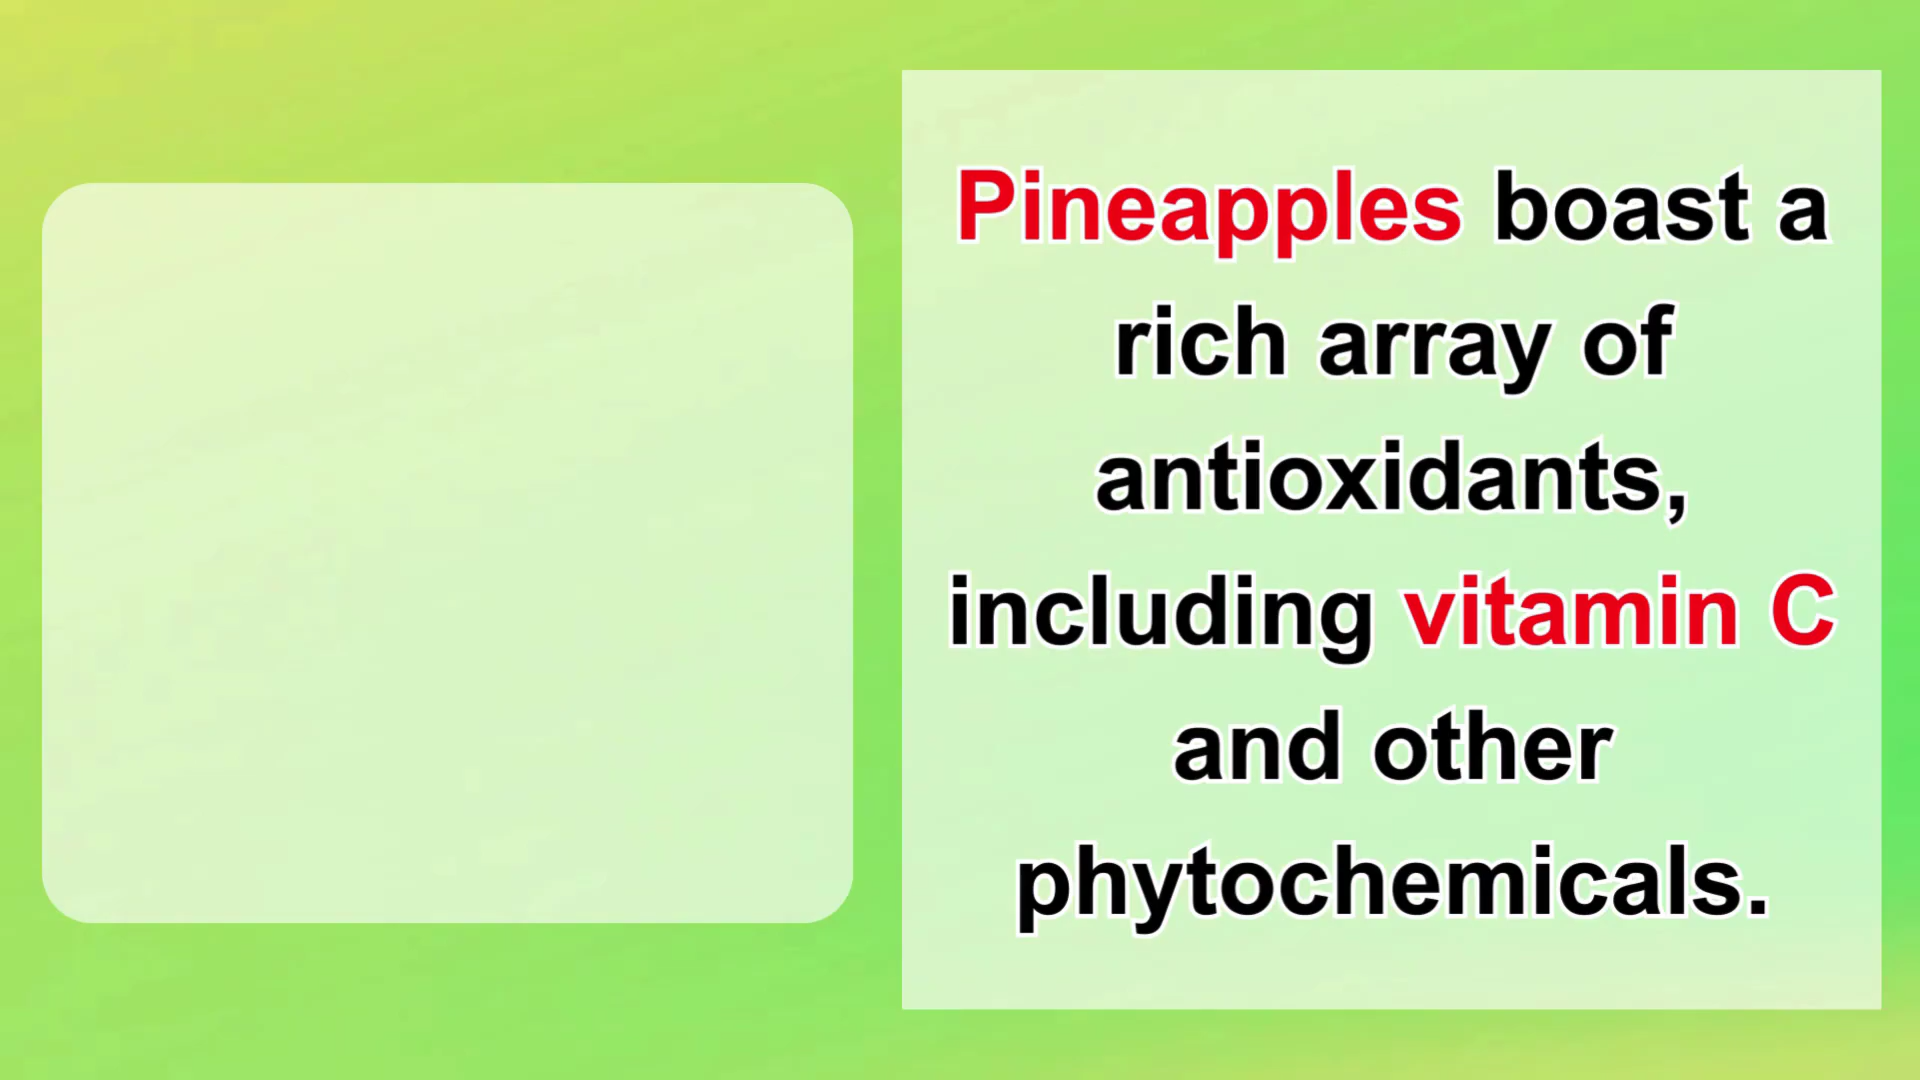 Pineapples boast a
rich array of
antioxidants,
including vitamin C
and other
phytochemicals.